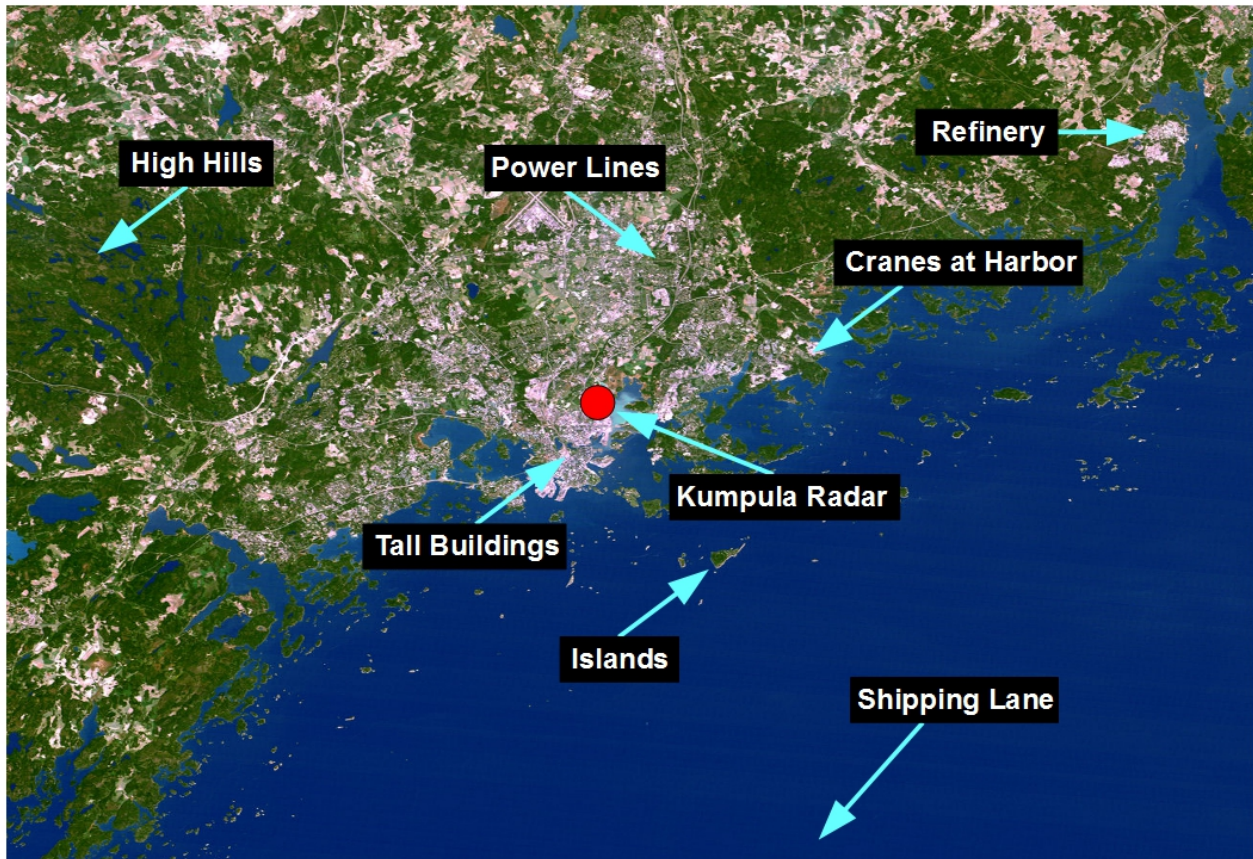 Refinery
High Hills
Power Lines
Cranes at Harbor
Kumpula Radar
Tall Buildings
Islands
Shipping Lane